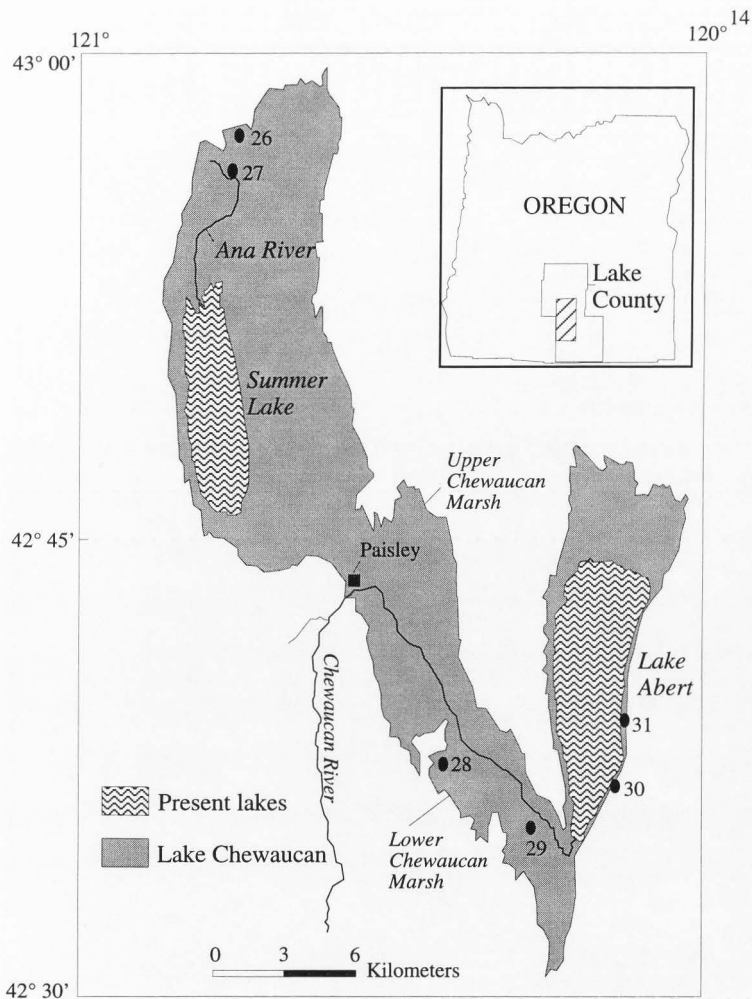 121°
120°
14
43° 00'
26
27
Ana River
OREGON
Lake
County
Summer
Lake
Upper
Chewaucan
Marsh
42° 45'
Paisley
Chewaucan River
Lake
Abert
31
28
30
Present lakes
Lake Chewaucan
Lower
Chewaucan
Marsh
29
0 3 6
Kilometers
42° 30'